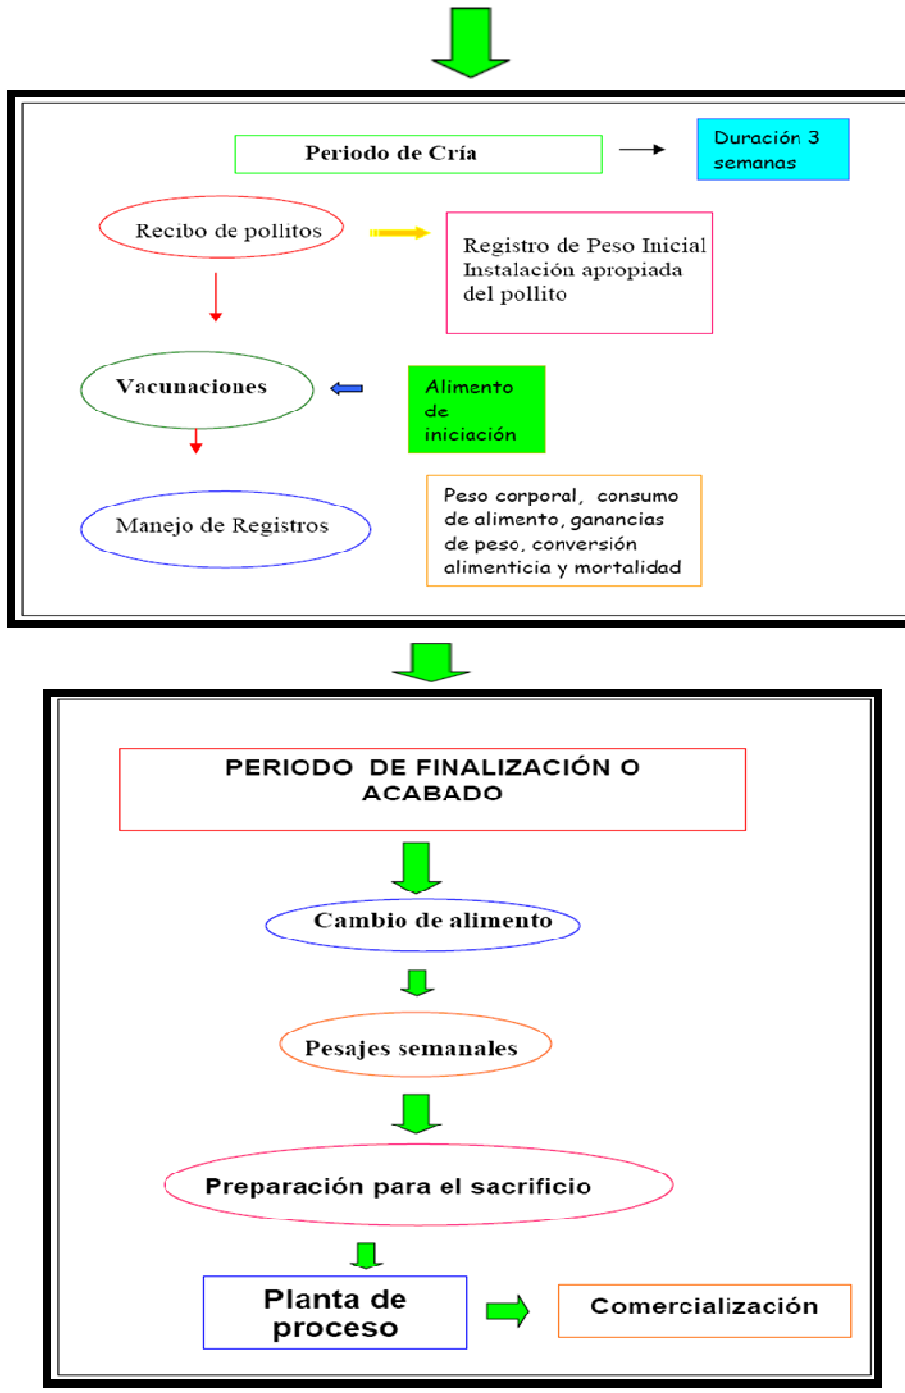 Periodo de Cría
Duración 3
semanas
Recibo de pollitos
Registro de Peso Inicial
Instalación apropiada
del pollito
Vacunaciones
Alimento
de
iniciación
Manejo de Registros
Peso corporal, consumo
de alimento, ganancias
de peso, conversión
alimenticia y mortalidad
PERIODO DE FINALIZACIÓN O
ACABADO
Cambio de alimento
Pesajes semanales
Preparación para el sacrificio
Planta de
proceso
Comercialización